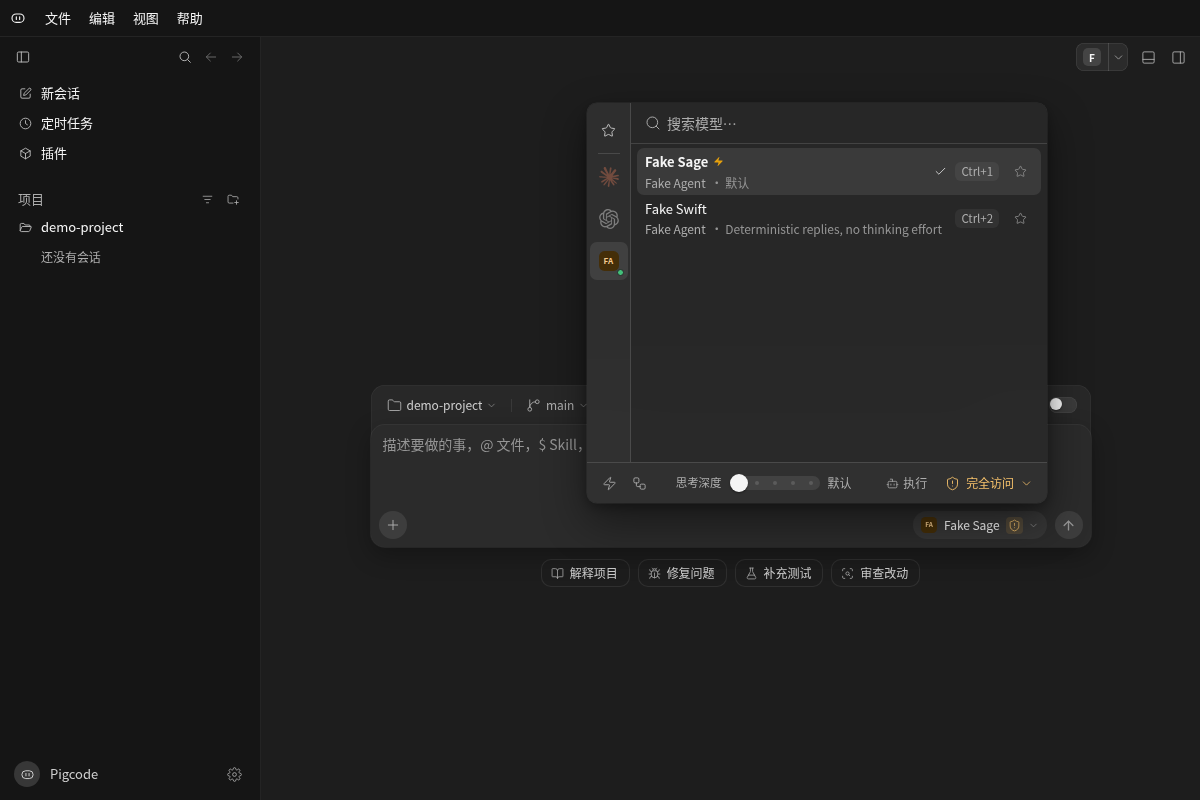 文件 编辑 视图 帮助
新会话
定时任务
插件
项目
demo-project
还没有会话
Pigcode
F
搜索模型…
Fake Sage
Fake Agent · 默认
Ctrl+1
Fake Swift
Fake Agent · Deterministic replies, no thinking effort
Ctrl+2
FA
思考深度 默认 执行 完全访问
demo-project main
描述要做的事，@ 文件，$ Skill，
FA Fake Sage
解释项目 修复问题 补充测试 审查改动